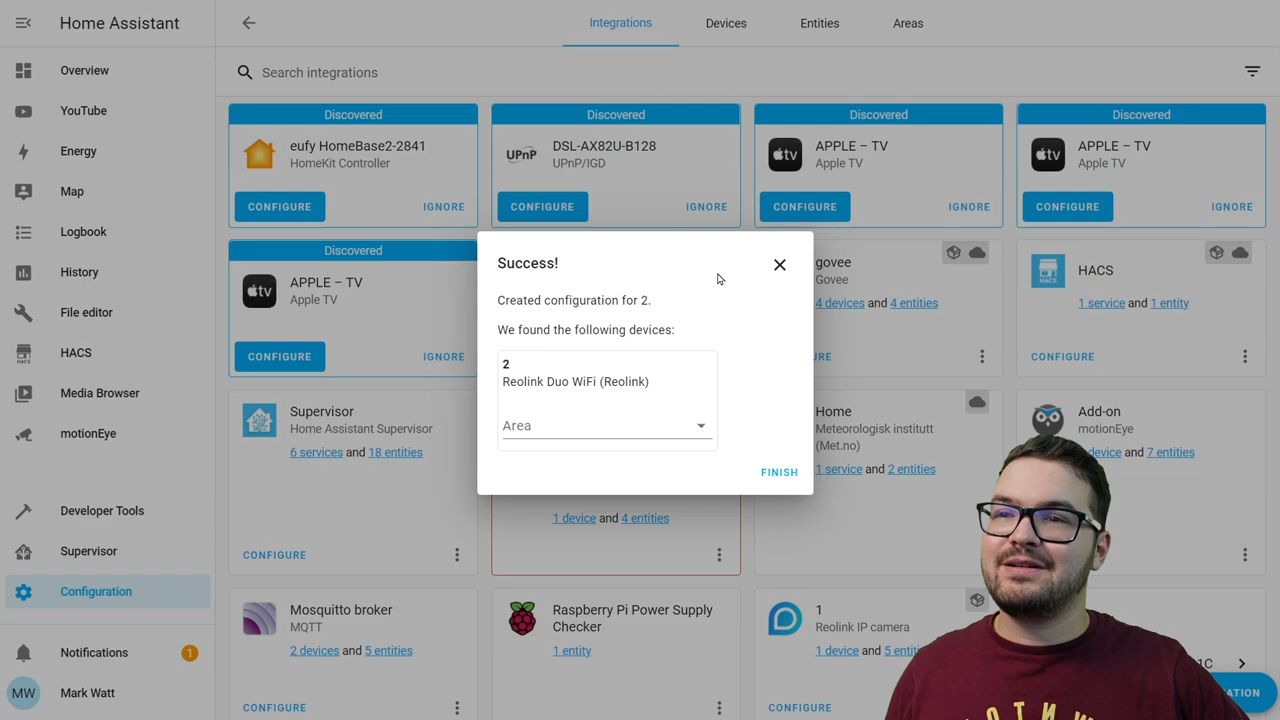 Home Assistant
Integrations
Devices
Entities
Areas
Overview
YouTube
Energy
Map
Logbook
History
File editor
HACS
Media Browser
motionEye
Developer Tools
Supervisor
Configuration
Notifications
1
MW
Mark Watt
Search integrations
Discovered
eufy HomeBase2-2841
HomeKit Controller
CONFIGURE
IGNORE
Discovered
UPnP
DSL-AX82U-B128
UPnP/IGD
CONFIGURE
IGNORE
Discovered
tv
APPLE – TV
Apple TV
CONFIGURE
IGNORE
Discovered
tv
APPLE – TV
Apple TV
CONFIGURE
IGNORE
Discovered
tv
APPLE – TV
Apple TV
CONFIGURE
IGNORE
Success!
Created configuration for 2.
We found the following devices:
2
Reolink Duo WiFi (Reolink)
Area
FINISH
govee
Govee
4 devices and 4 entities
HACS
HACS
1 service and 1 entity
CONFIGURE
Supervisor
Home Assistant Supervisor
6 services and 18 entities
CONFIGURE
1 device and 4 entities
Home
Meteorologisk institutt
(Met.no)
1 service and 2 entities
Add-on
motionEye
and 7 entities
Mosquitto broker
MQTT
2 devices and 5 entities
CONFIGURE
Raspberry Pi Power Supply
Checker
1 entity
1
Reolink IP camera
1 device and 5
CONFIGURE